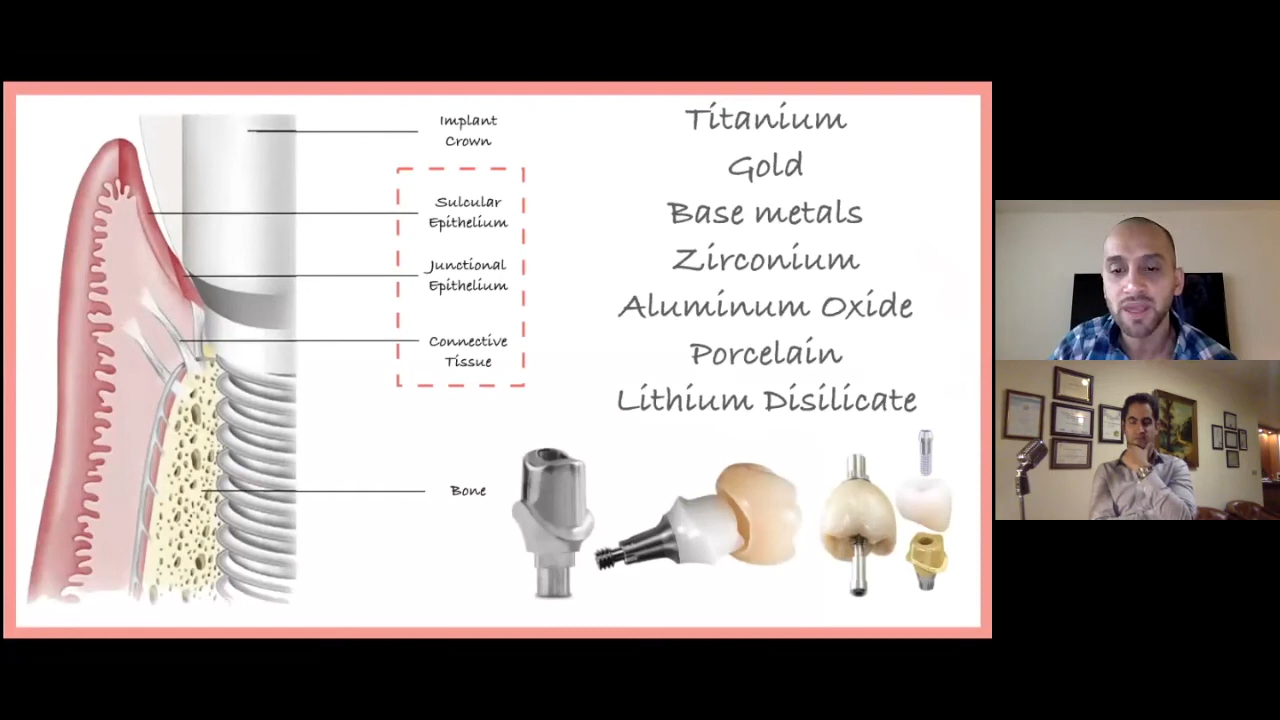 Implant
Crown
Sulcular
Epithelium
Junctional
Epithelium
Connective
Tissue
Bone
Titanium
Gold
Base metals
Zirconium
Aluminum Oxide
Porcelain
Lithium Disilicate